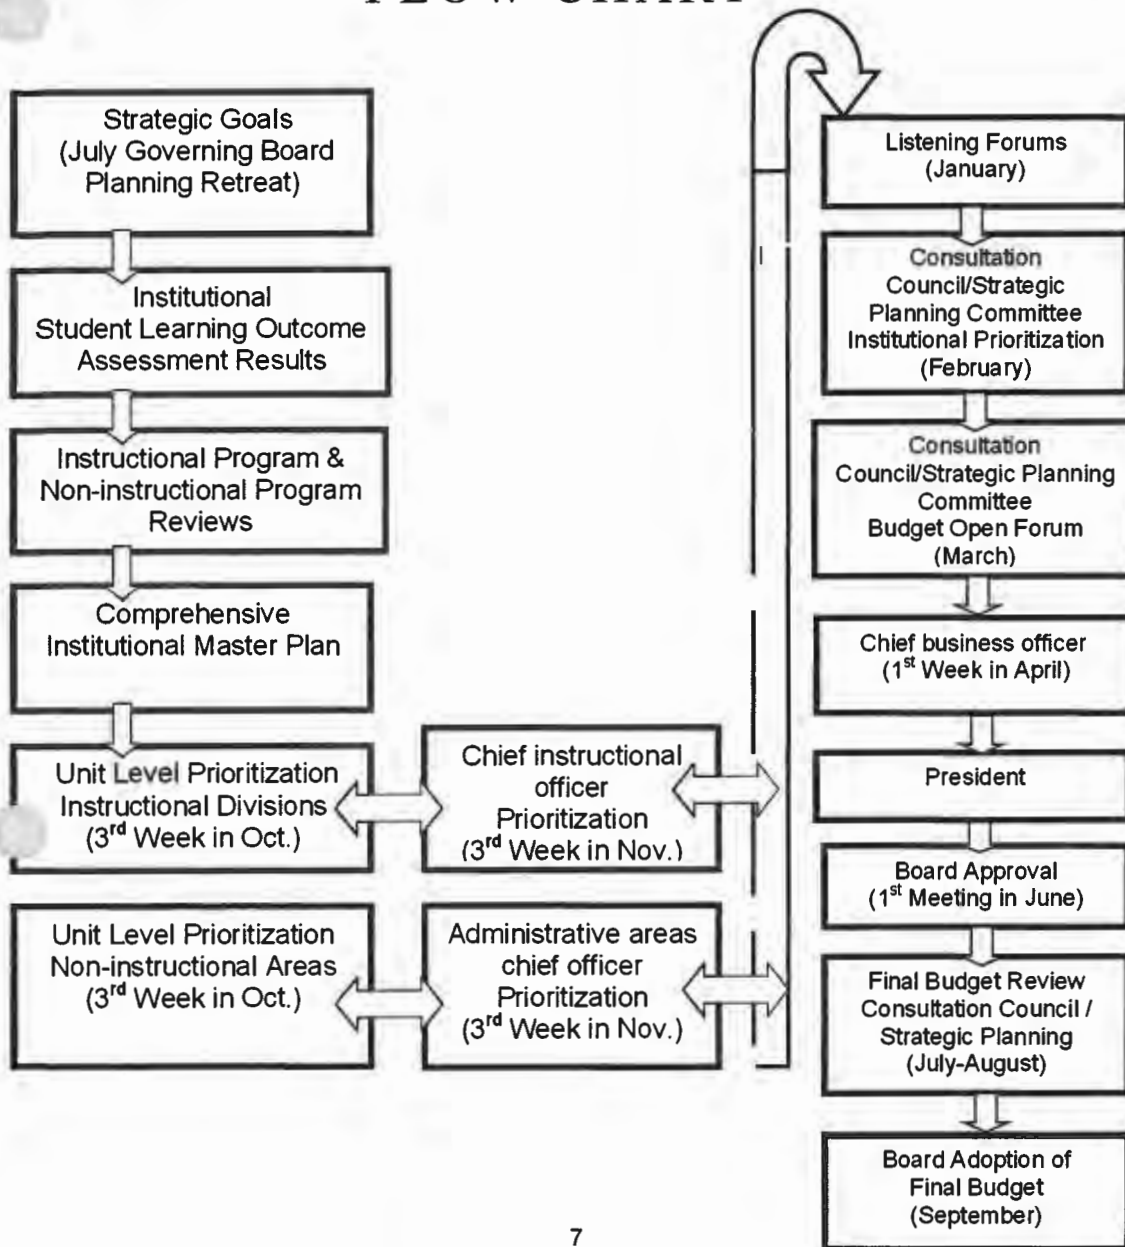 FLOW CHART
Strategic Goals
(July Governing Board
Planning Retreat)
Institutional
Student Learning Outcome
Assessment Results
Instructional Program &
Non-instructional Program
Reviews
Comprehensive
Institutional Master Plan
Unit Level Prioritization
Instructional Divisions
(3rd Week in Oct.)
Chief instructional
officer
Prioritization
(3rd Week in Nov.)
Unit Level Prioritization
Non-instructional Areas
(3rd Week in Oct.)
Administrative areas
chief officer
Prioritization
(3rd Week in Nov.)
Listening Forums
(January)
Consultation
Council/Strategic
Planning Committee
Institutional Prioritization
(February)
Consultation
Council/Strategic Planning
Committee
Budget Open Forum
(March)
Chief business officer
(1st Week in April)
President
Board Approval
(1st Meeting in June)
Final Budget Review
Consultation Council /
Strategic Planning
(July-August)
Board Adoption of
Final Budget
(September)
7